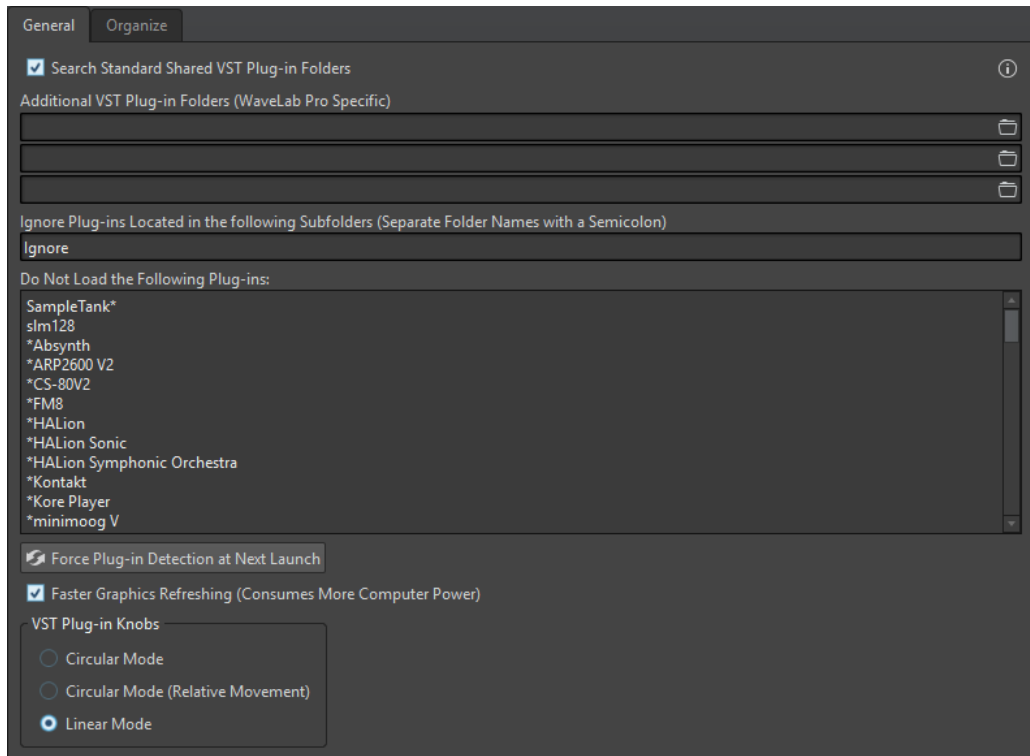 General
Organize
Search Standard Shared VST Plug-in Folders
Additional VST Plug-in Folders (WaveLab Pro Specific)
Ignore Plug-ins Located in the following Subfolders (Separate Folder Names with a Semicolon)
Ignore
Do Not Load the Following Plug-ins:
SampleTank*
slm128
*Absynth
*ARP2600 V2
*CS-80V2
*FM8
*HALion
*HALion Sonic
*HALion Symphonic Orchestra
*Kontakt
*Kore Player
*minimoog V
Force Plug-in Detection at Next Launch
Faster Graphics Refreshing (Consumes More Computer Power)
VST Plug-in Knobs
Circular Mode
Circular Mode (Relative Movement)
Linear Mode